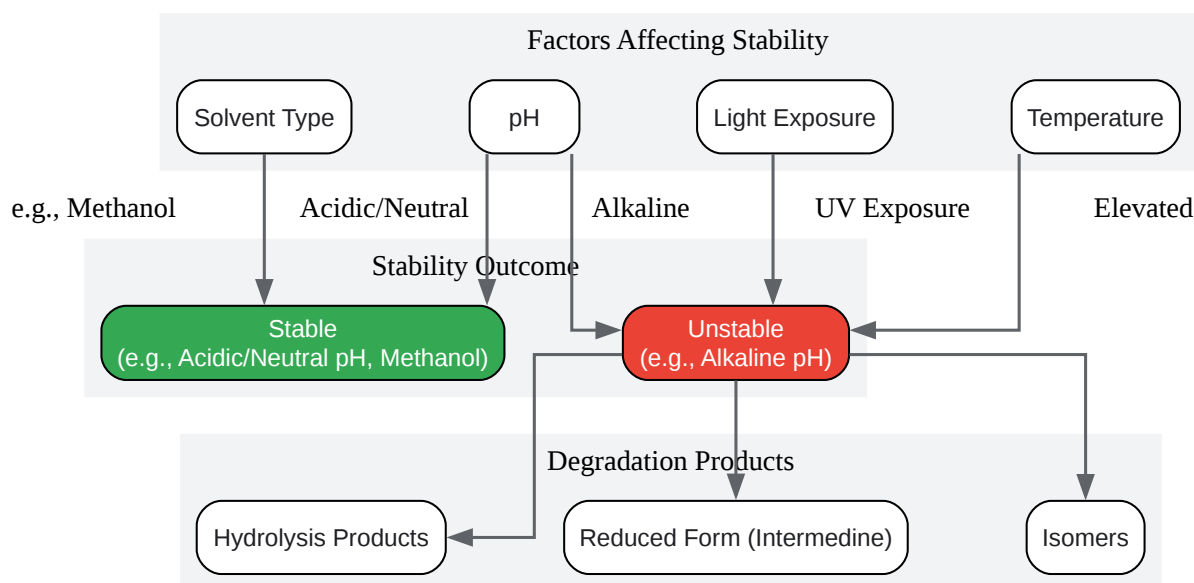 Factors Affecting Stability
Solvent Type
pH
Light Exposure
Temperature
e.g., Methanol
Acidic/Neutral
Alkaline
UV Exposure
Elevated
Stability Outcome
Stable
(e.g., Acidic/Neutral pH, Methanol)
Unstable
(e.g., Alkaline pH)
Degradation Products
Hydrolysis Products
Reduced Form (Intermedine)
Isomers